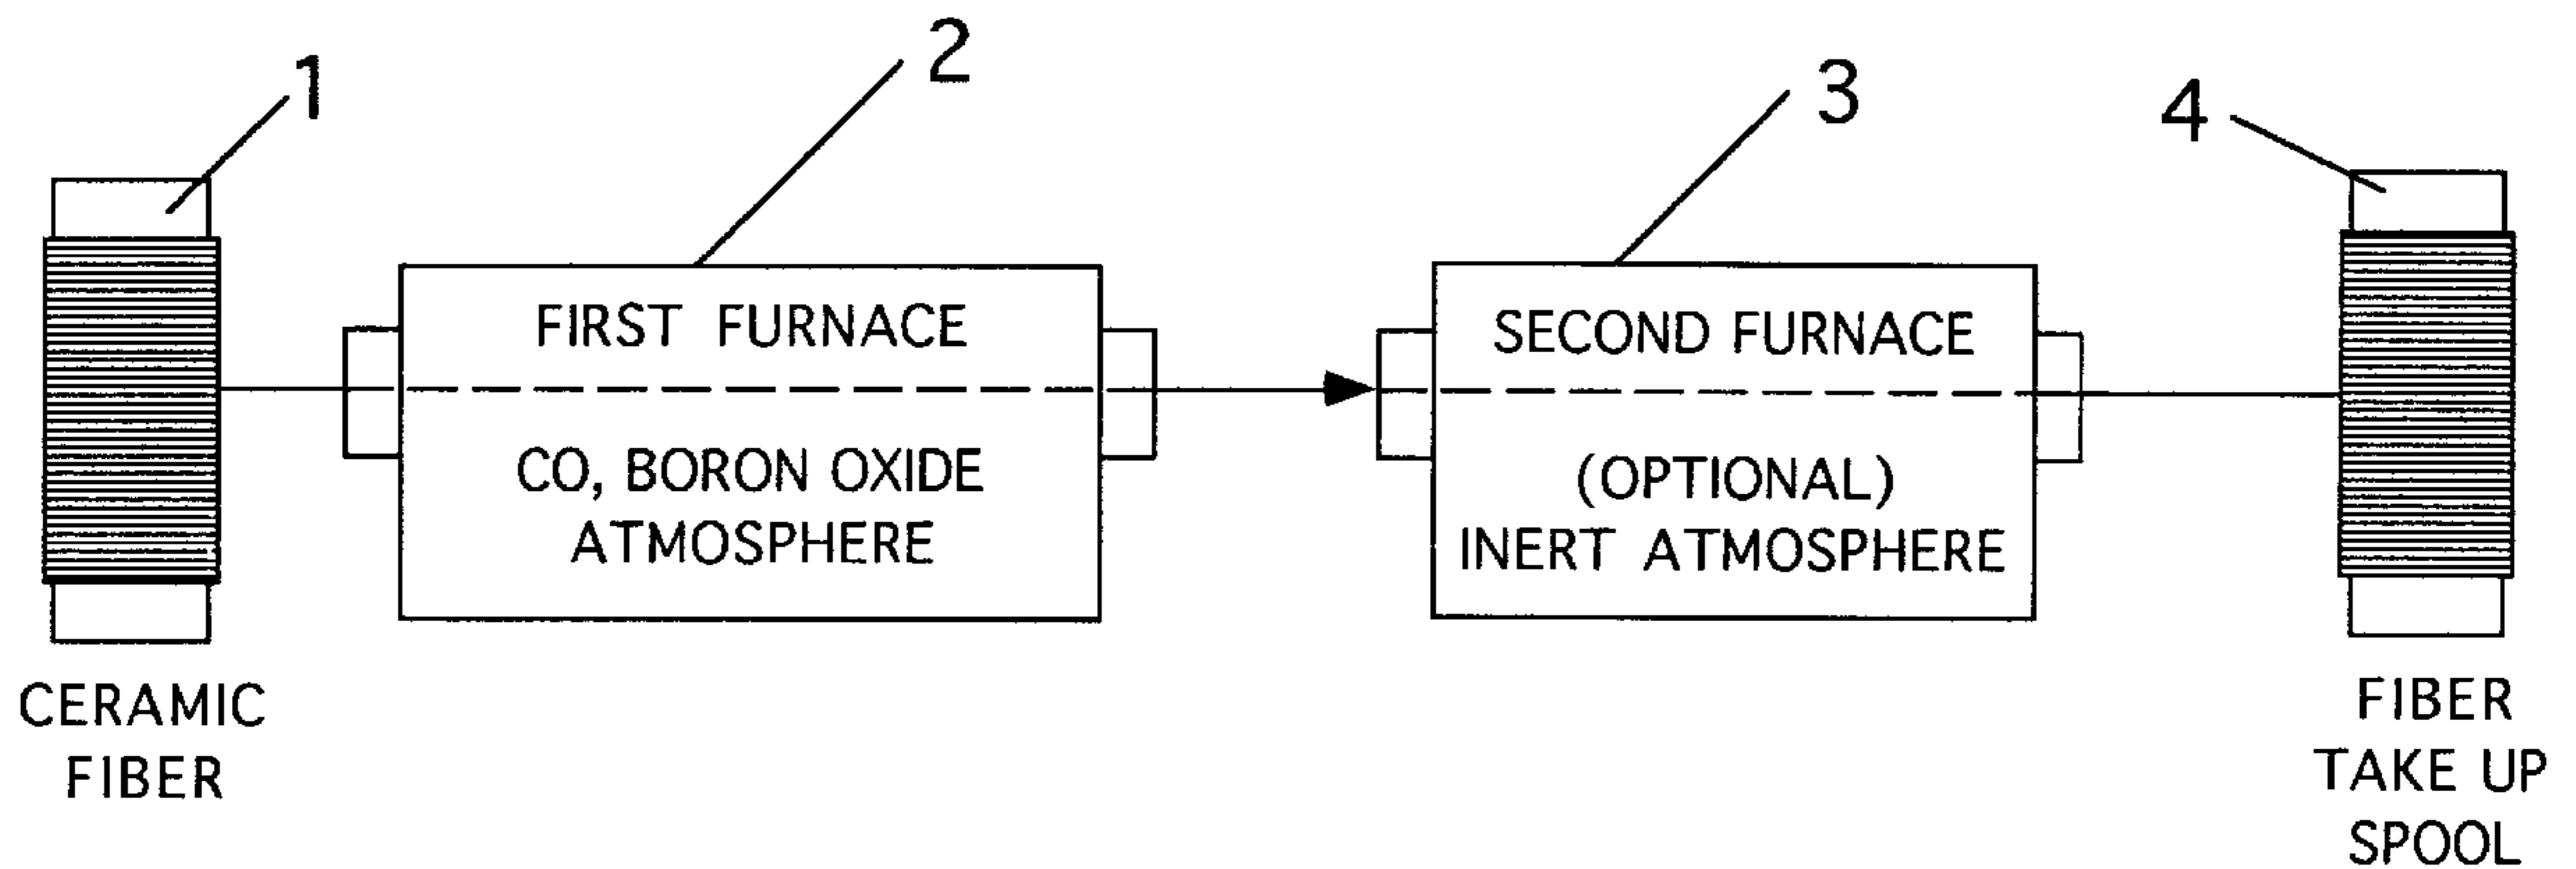 1
2
3
4
FIRST FURNACE
CO, BORON OXIDE
ATMOSPHERE
SECOND FURNACE
(OPTIONAL)
INERT ATMOSPHERE
CERAMIC
FIBER
FIBER
TAKE UP
SPOOL